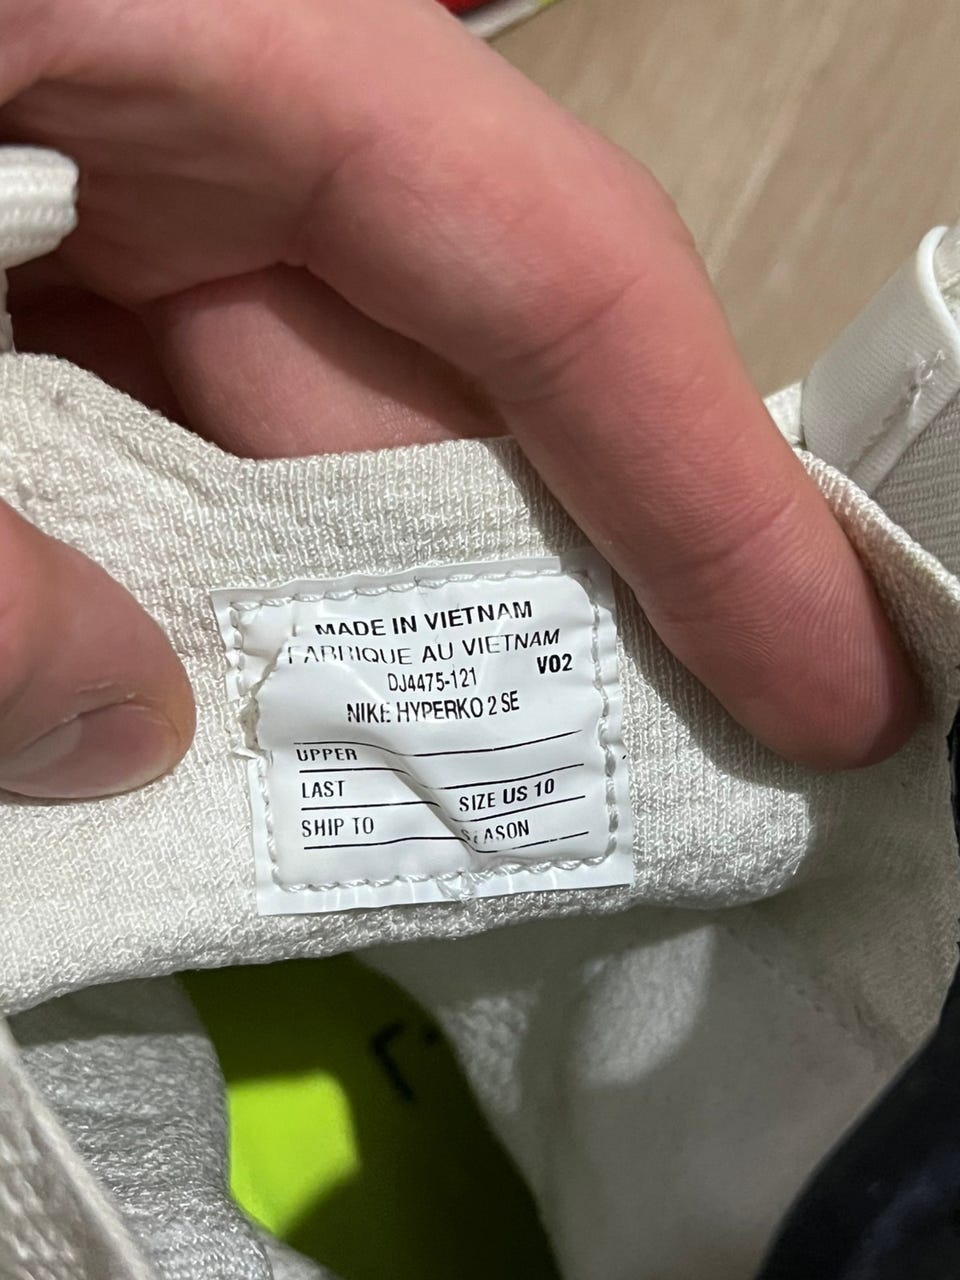 MADE IN VIETNAM
FABRIQUE AU VIETNAM
DJ4475-121 V02
NIKE HYPERKO 2 SE
UPPER
LAST SIZE US 10
SHIP TO SEASON